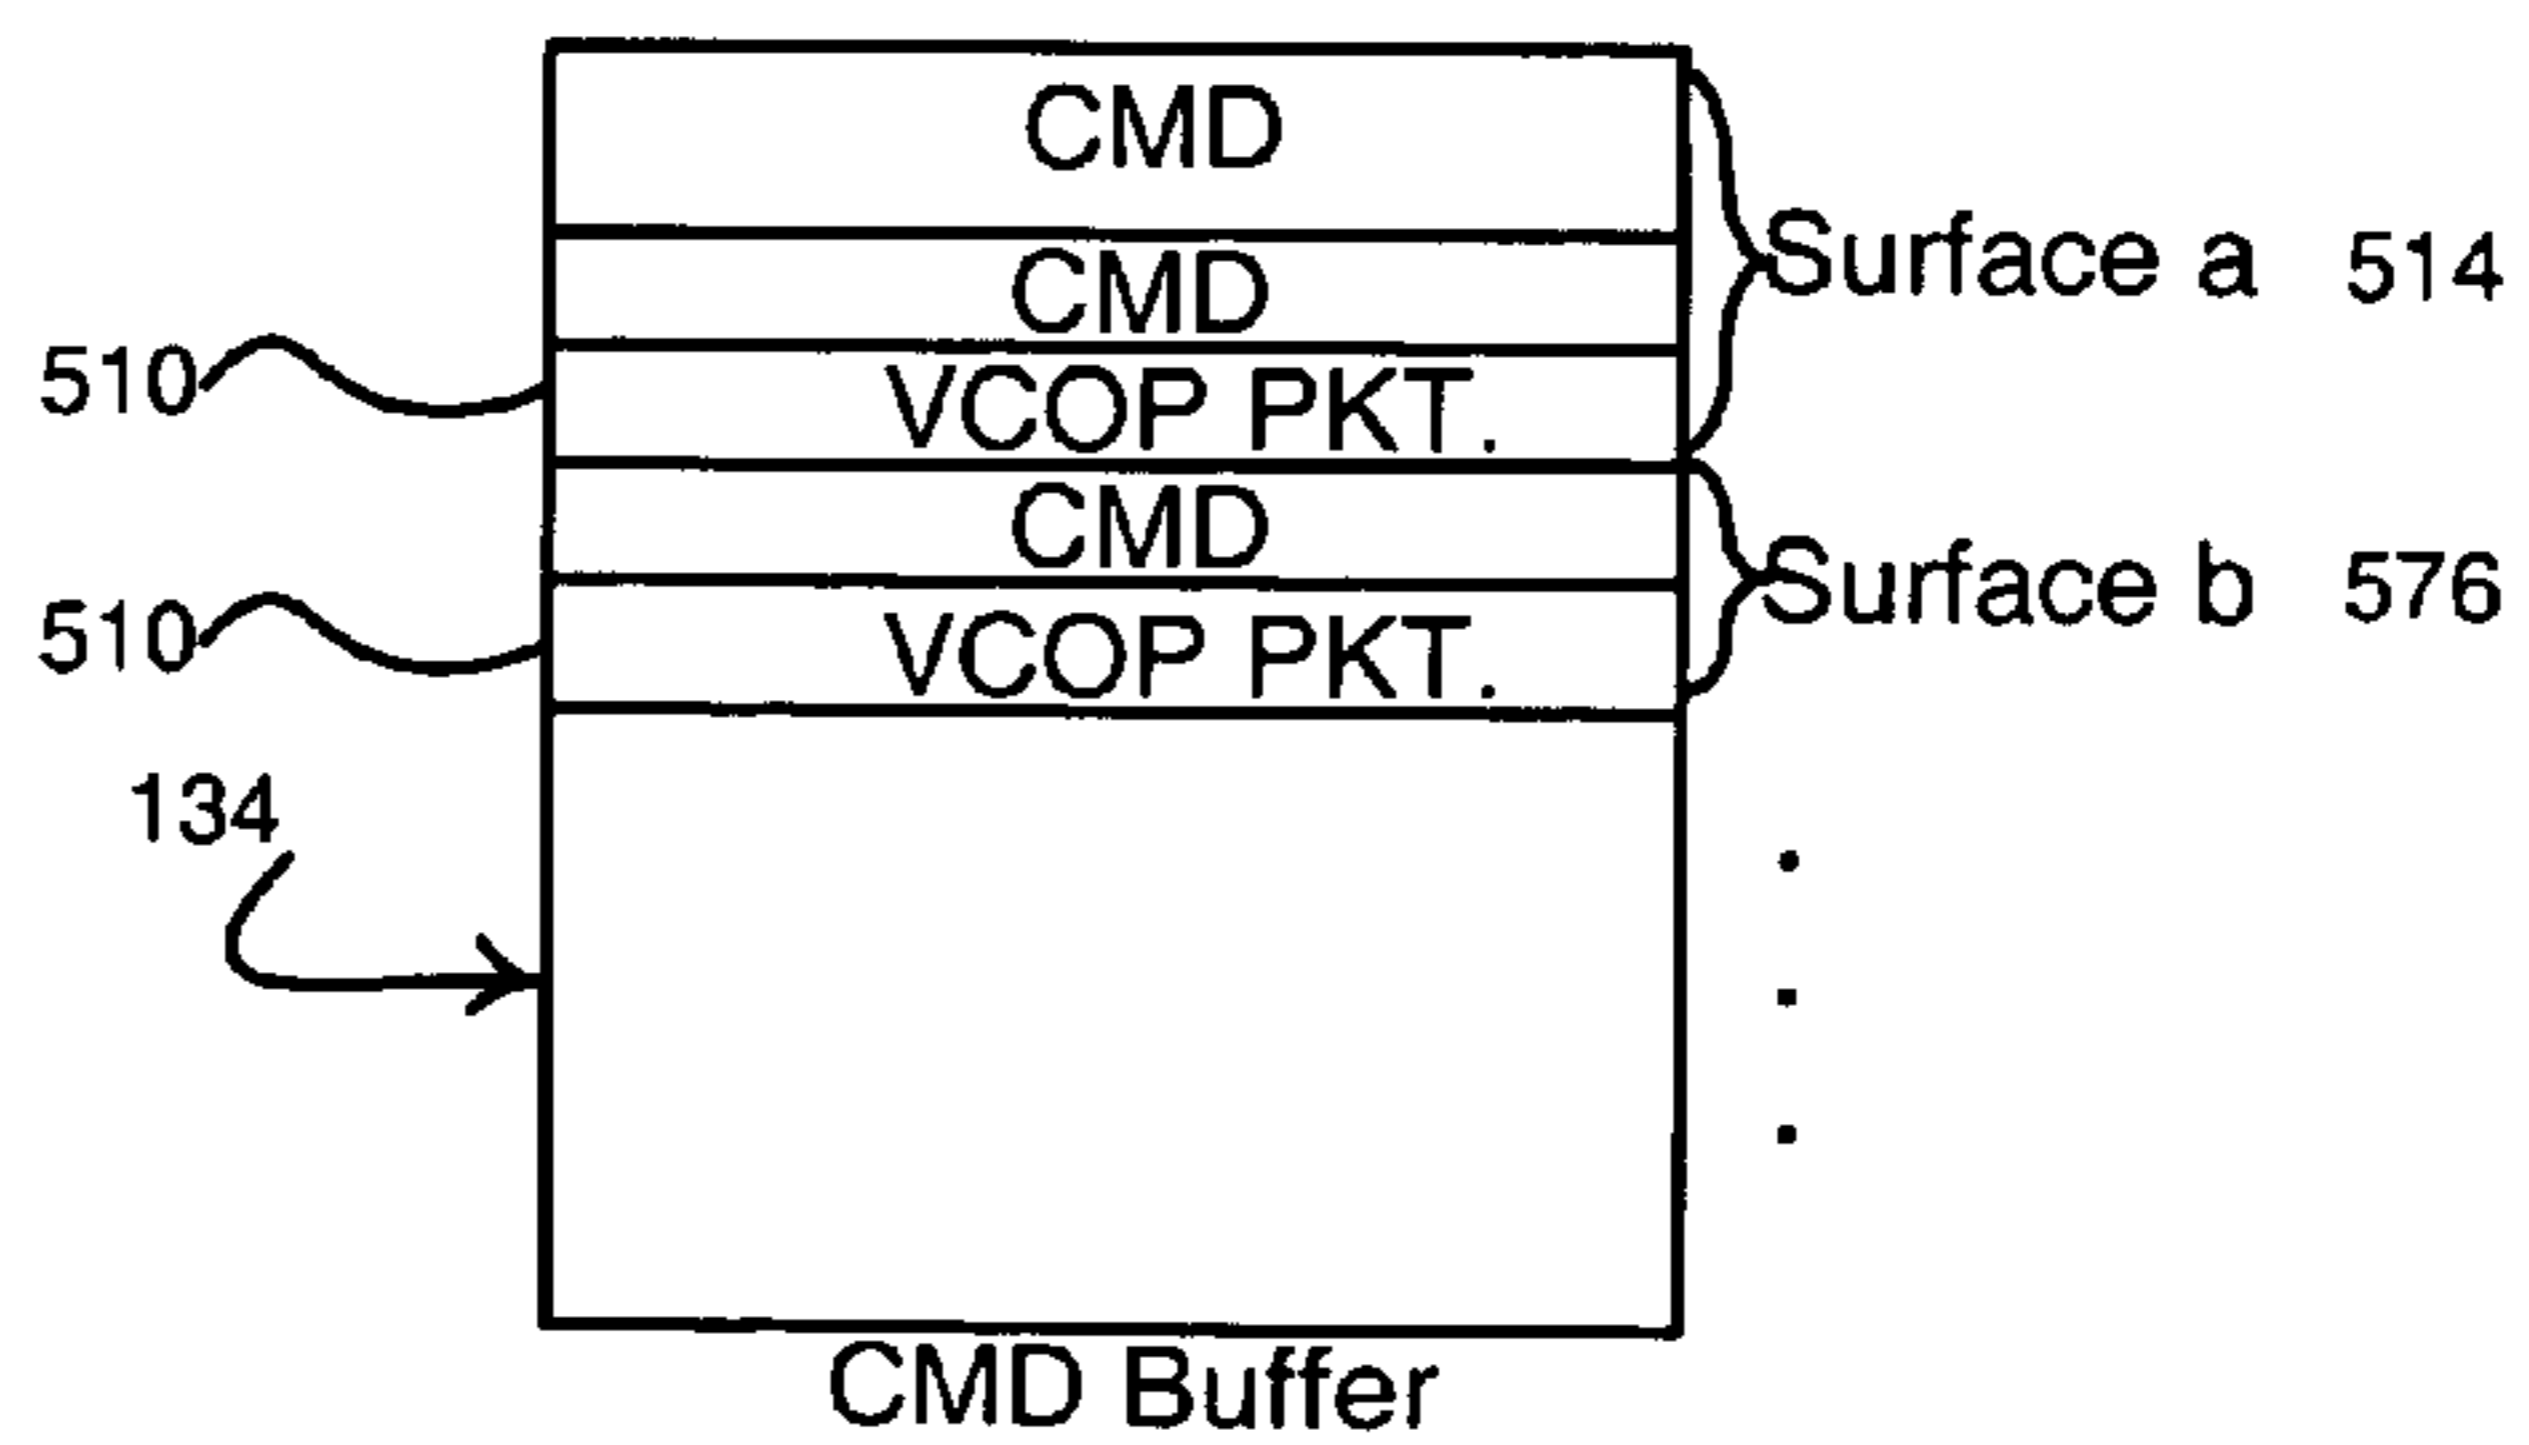 CMD
Surface a 514
CMD
510 VCOP PKT.
CMD
Surface b 576
510 VCOP PKT.
134
CMD Buffer